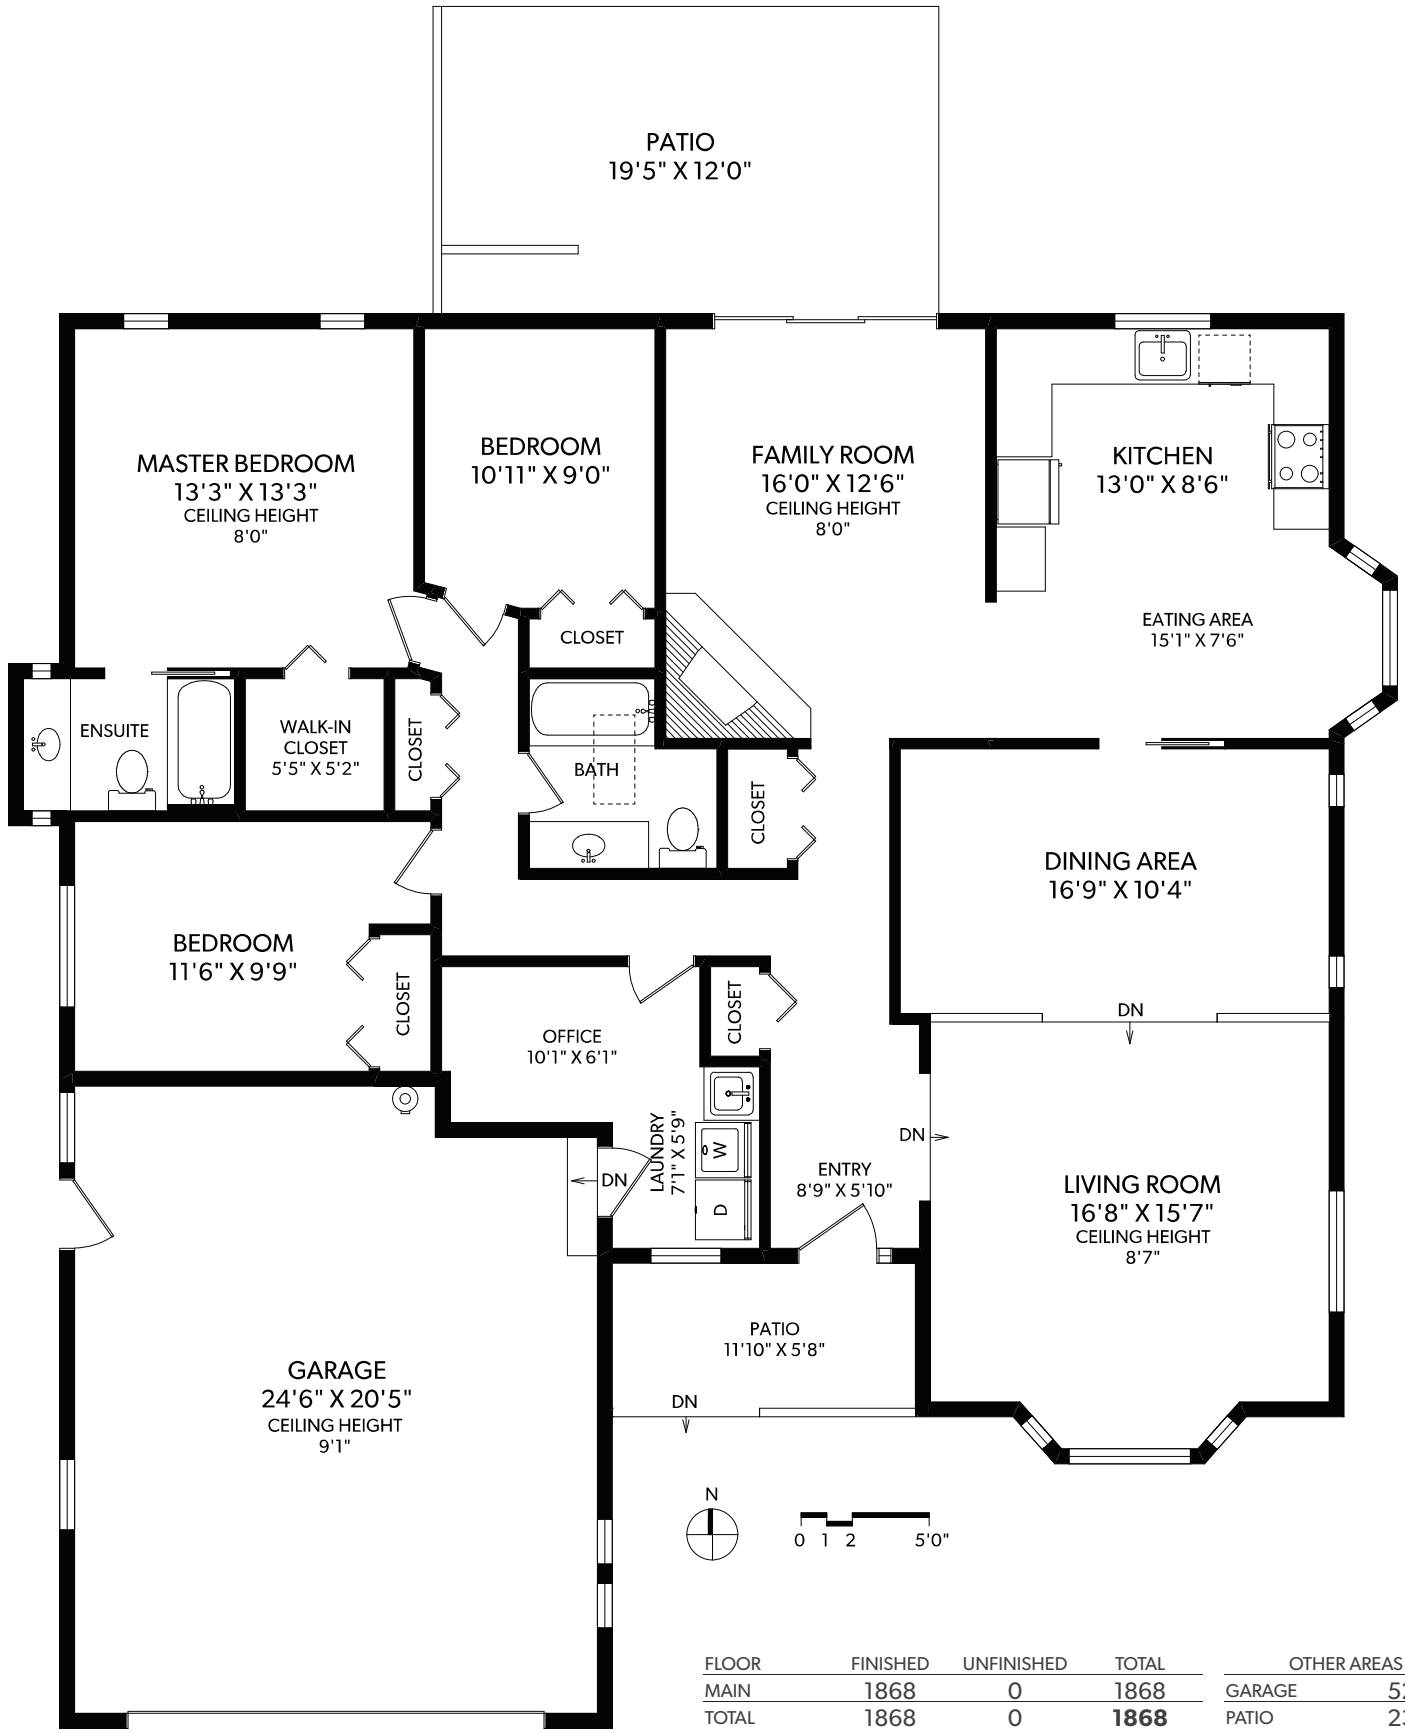 PATIO
19'5" X 12'0"
MASTER BEDROOM
13'3" X 13'3"
CEILING HEIGHT
8'0"
BEDROOM
10'11" X 9'0"
FAMILY ROOM
16'0" X 12'6"
CEILING HEIGHT
8'0"
KITCHEN
13'0" X 8'6"
EATING AREA
15'1" X 7'6"
CLOSET
ENSUITE
WALK-IN
CLOSET
5'5" X 5'2"
CLOSET
BATH
CLOSET
DINING AREA
16'9" X 10'4"
BEDROOM
11'6" X 9'9"
CLOSET
OFFICE
10'1" X 6'1"
CLOSET
DN
LAUNDRY
7'1" X 5'9"
W
D
DN
ENTRY
8'9" X 5'10"
DN
LIVING ROOM
16'8" X 15'7"
CEILING HEIGHT
8'7"
PATIO
11'10" X 5'8"
DN
GARAGE
24'6" X 20'5"
CEILING HEIGHT
9'1"
N
0 1 2 5'0"
FLOOR FINISHED UNFINISHED TOTAL OTHER AREAS
MAIN 1868 0 1868 GARAGE
TOTAL 1868 0 1868 PATIO